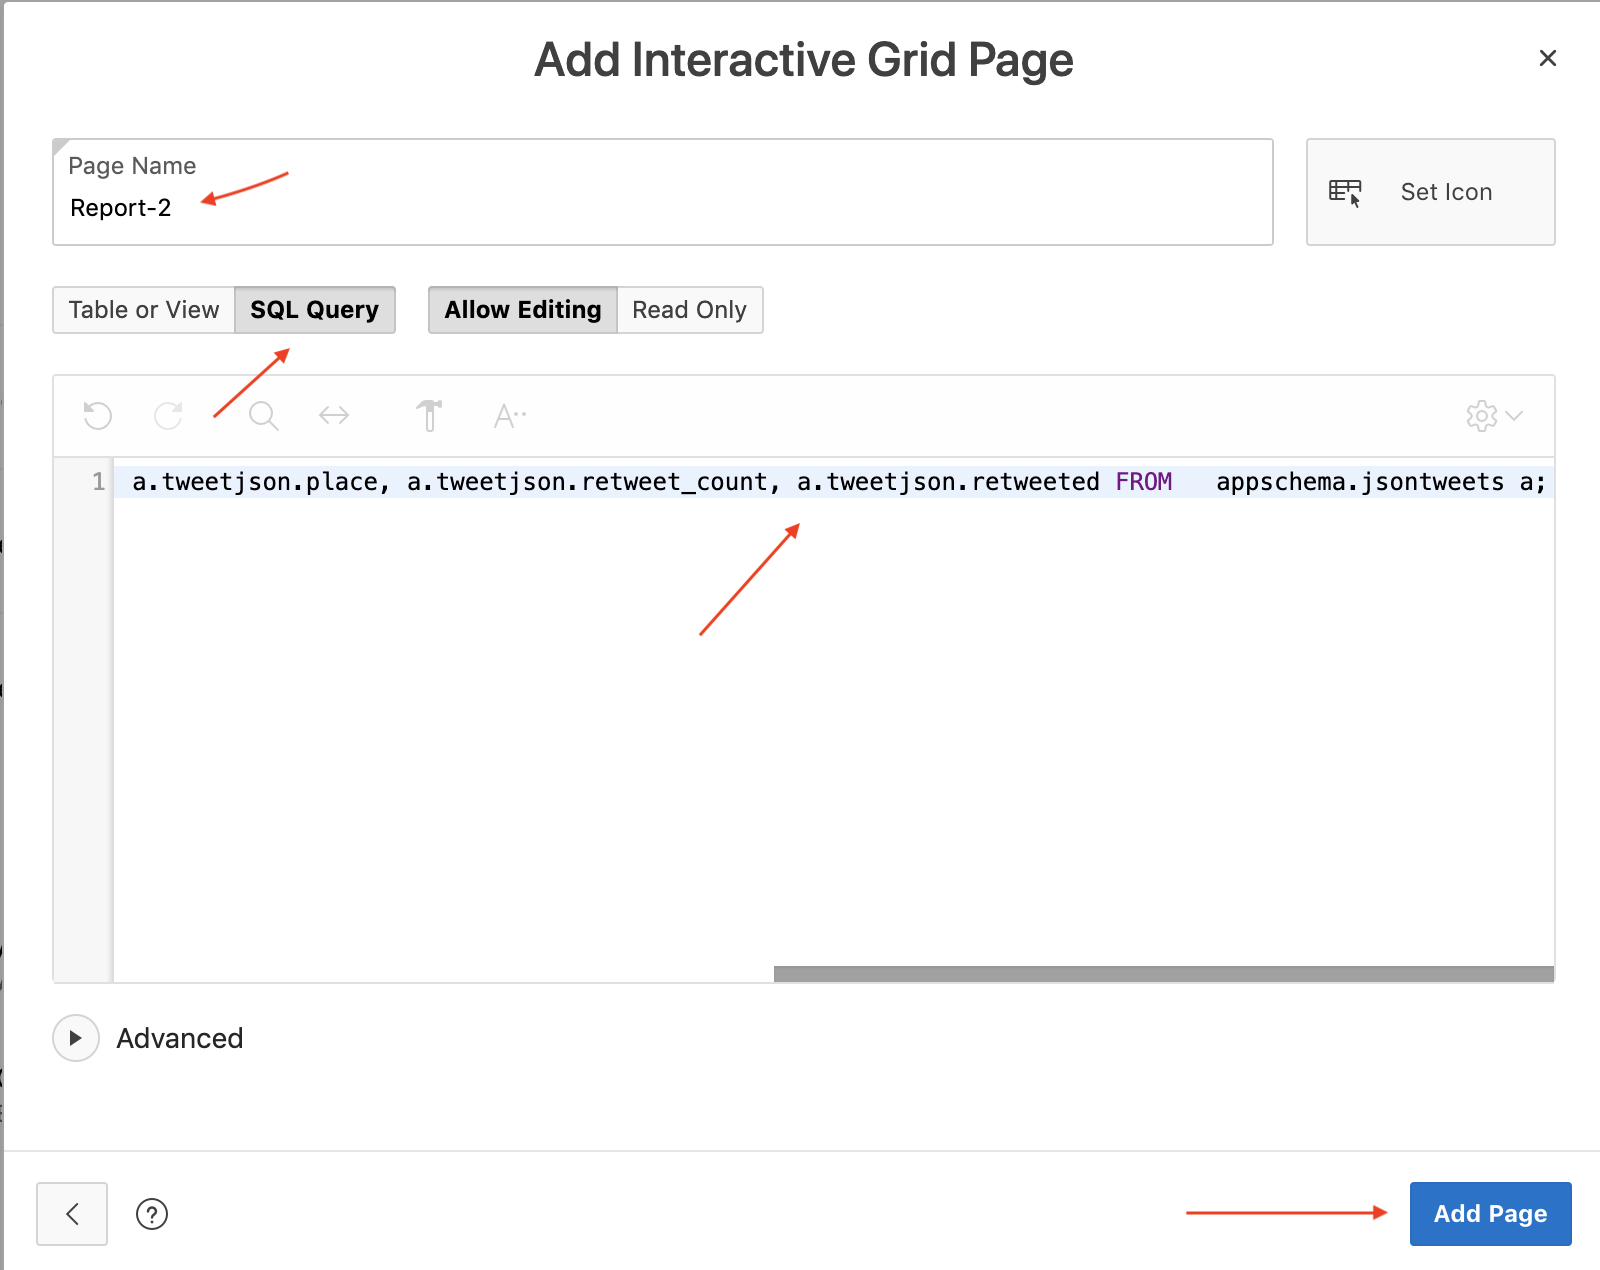 Add Interactive Grid Page
Page Name
Report-2
Set Icon
Table or View
SQL Query
Allow Editing
Read Only
1 a.tweetjson.place, a.tweetjson.retweet_count, a.tweetjson.retweeted FROM   appschema.jsontweets a;
Advanced
Add Page